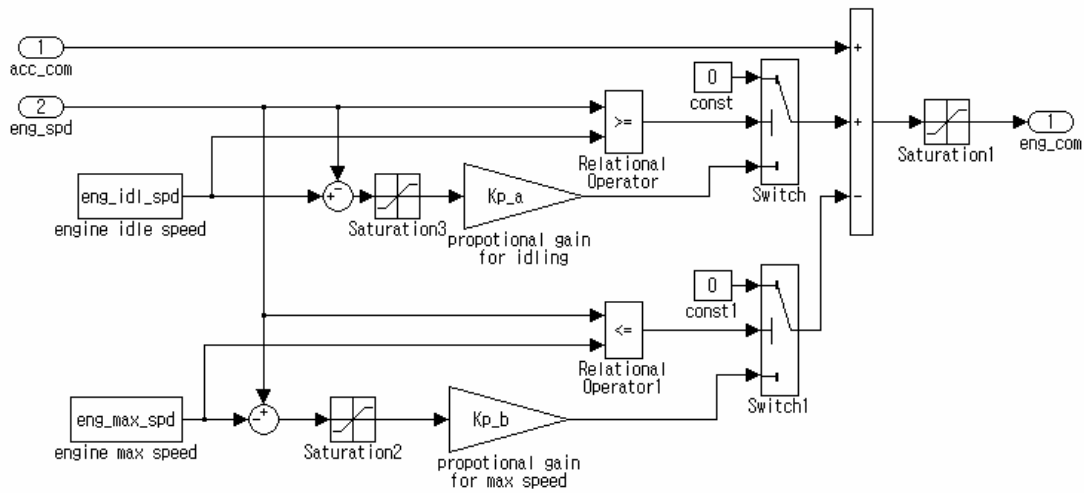 1
acc_com
2
eng_spd
eng_idl_spd
engine idle speed
+
−
Saturation3
Kp_a
propotional gain
for idling
>=
Relational
Operator
0
const
Switch
+
+
−
Saturation1
1
eng_com
eng_max_spd
engine max speed
−
+
Saturation2
Kp_b
propotional gain
for max speed
<=
Relational
Operator1
0
const1
Switch1